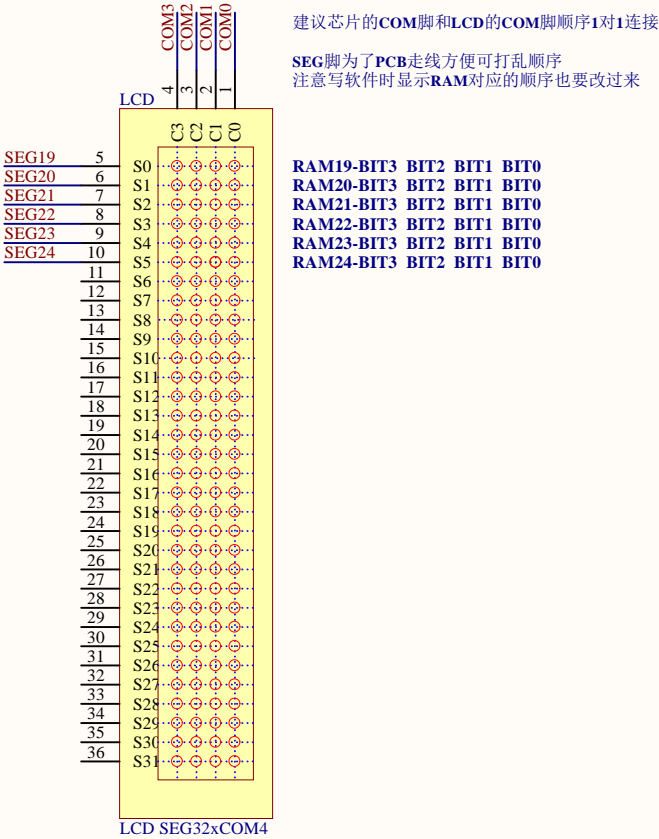 COM3
COM2
COM1
COM0
建议芯片的COM脚和LCD的COM脚顺序1对1连接
SEG脚为了PCB走线方便可打乱顺序
注意写软件时显示RAM对应的顺序也要改过来
4
3
2
1
LCD
C3
C2
C1
C0
SEG19 5 S0 RAM19-BIT3 BIT2 BIT1 BIT0
SEG20 6 S1 RAM20-BIT3 BIT2 BIT1 BIT0
SEG21 7 S2 RAM21-BIT3 BIT2 BIT1 BIT0
SEG22 8 S3 RAM22-BIT3 BIT2 BIT1 BIT0
SEG23 9 S4 RAM23-BIT3 BIT2 BIT1 BIT0
SEG24 10 S5 RAM24-BIT3 BIT2 BIT1 BIT0
11 S6
12 S7
13 S8
14 S9
15 S10
16 S11
17 S12
18 S13
19 S14
20 S15
21 S16
22 S17
23 S18
24 S19
25 S20
26 S21
27 S22
28 S23
29 S24
30 S25
31 S26
32 S27
33 S28
34 S29
35 S30
36 S31
LCD SEG32xCOM4